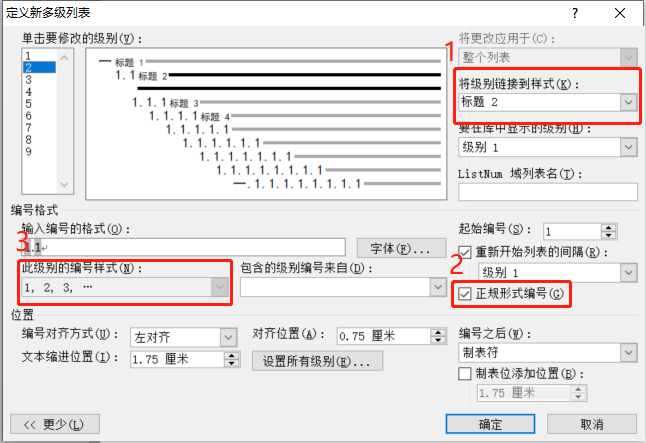 定义新多级列表
? ×
单击要修改的级别(V):
将更改应用于(C):
1
2
3
4
5
6
7
8
9
一 标题 1
1.1 标题 2
1.1.1 标题 3
1.1.1.1 标题 4
1.1.1.1.1
1.1.1.1.1.1
1.1.1.1.1.1.1
1.1.1.1.1.1.1.1
一.1.1.1.1.1.1.1.1
1
整个列表
将级别链接到样式(K):
标题 2
要在库中显示的级别(H):
级别 1
ListNum 域列表名(T):
编号格式
输入编号的格式(O):
3
1.1
字体(F)...
起始编号(S):
1
2
重新开始列表的间隔(R):
级别 1
此级别的编号样式(N):
1, 2, 3, …
包含的级别编号来自(D):
正规形式编号(G)
位置
编号对齐方式(U):
左对齐
对齐位置(A):
0.75 厘米
编号之后(W):
制表符
文本缩进位置(I):
1.75 厘米
设置所有级别(E)...
制表位添加位置(B):
1.75 厘米
<< 更少(L)
确定
取消